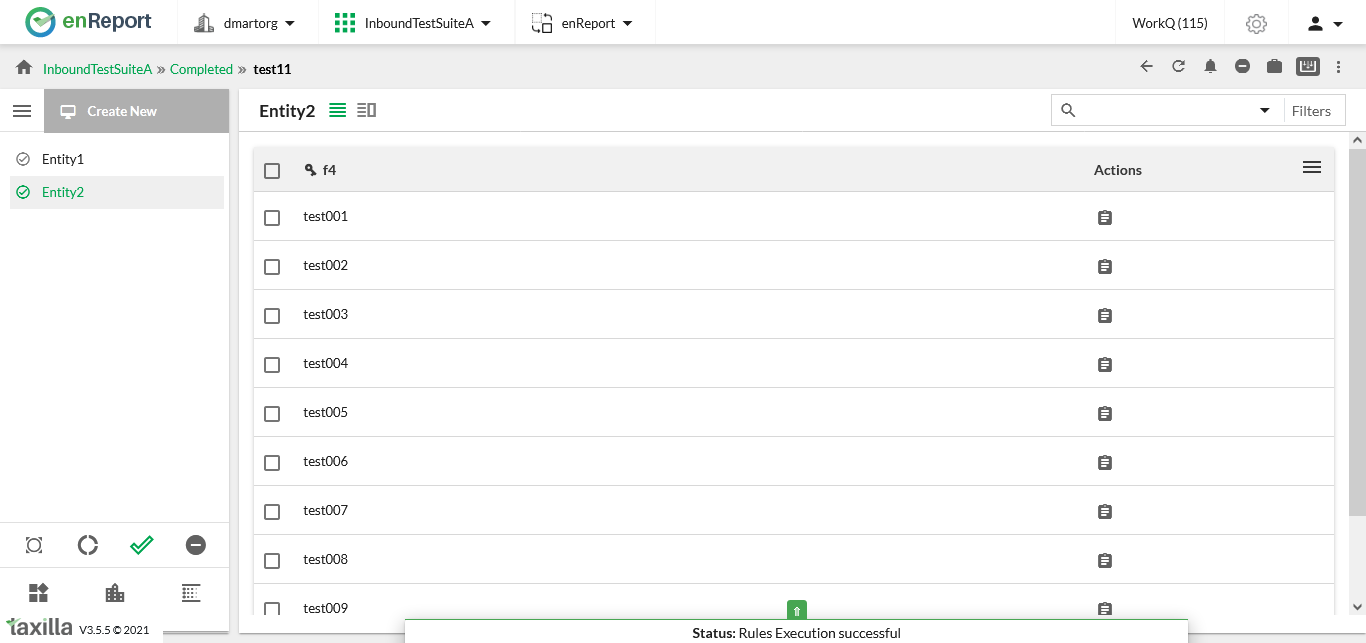 enReport dmartorg InboundTestSuiteA enReport WorkQ (115)
InboundTestSuiteA » Completed » test11
Create New
Entity2
Filters
Entity1
Entity2
f4 Actions
test001
test002
test003
test004
test005
test006
test007
test008
test009
taxilla V3.5.5 © 2021
Status: Rules Execution successful